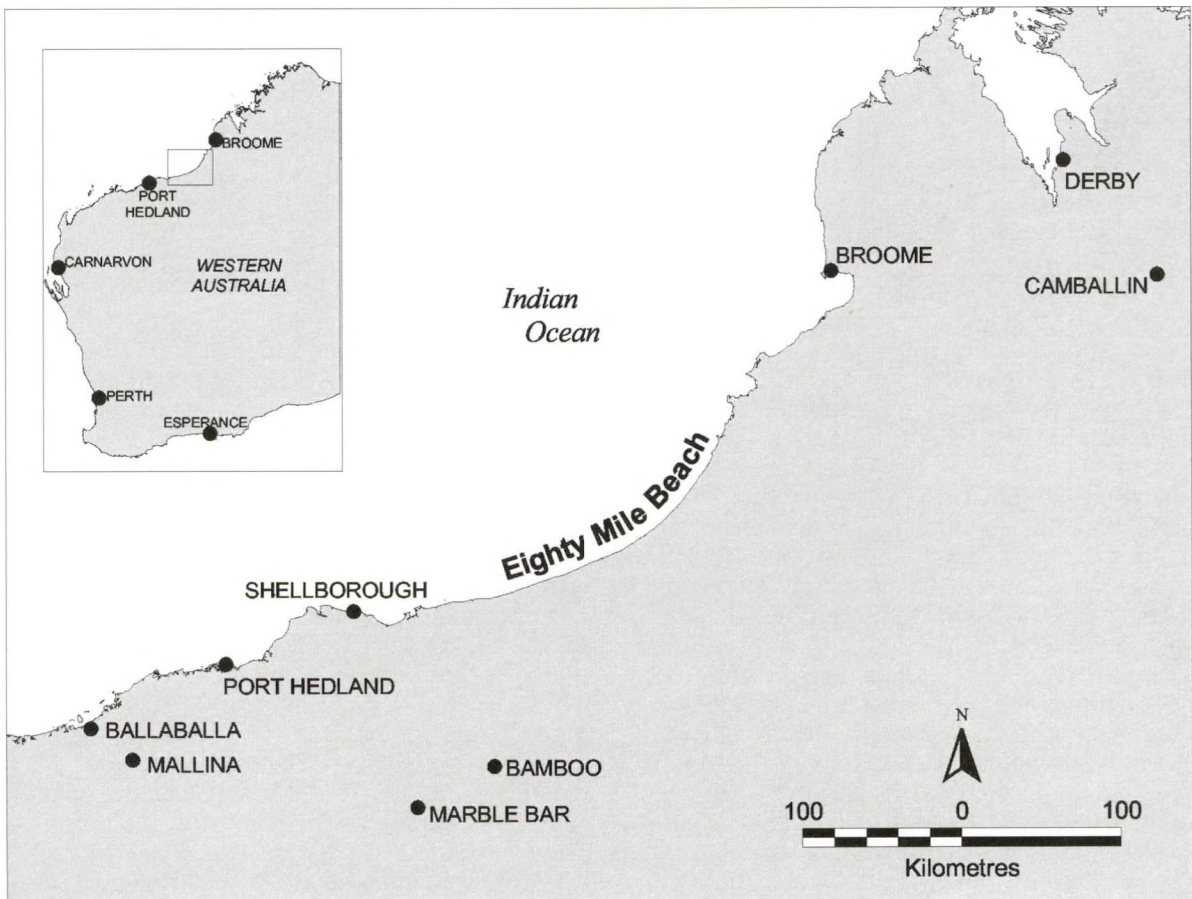 BROOME
PORT
HEDLAND
CARNARVON
WESTERN
AUSTRALIA
PERTH
ESPERANCE
Indian
Ocean
DERBY
BROOME
CAMBALLIN
Eighty Mile Beach
SHELLBOROUGH
PORT HEDLAND
BALLABALLA
MALLINA
BAMBOO
MARBLE BAR
N
100 0 100
Kilometres